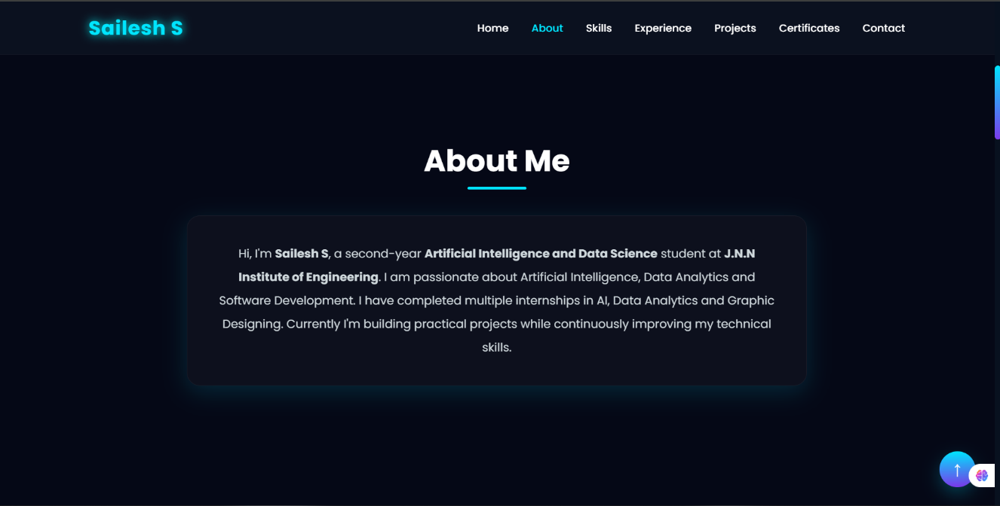 Sailesh S
Home About Skills Experience Projects Certificates Contact
About Me
Hi, I'm Sailesh S, a second-year Artificial Intelligence and Data Science student at J.N.N
Institute of Engineering. I am passionate about Artificial Intelligence, Data Analytics and
Software Development. I have completed multiple internships in AI, Data Analytics and Graphic
Designing. Currently I'm building practical projects while continuously improving my technical
skills.
↑